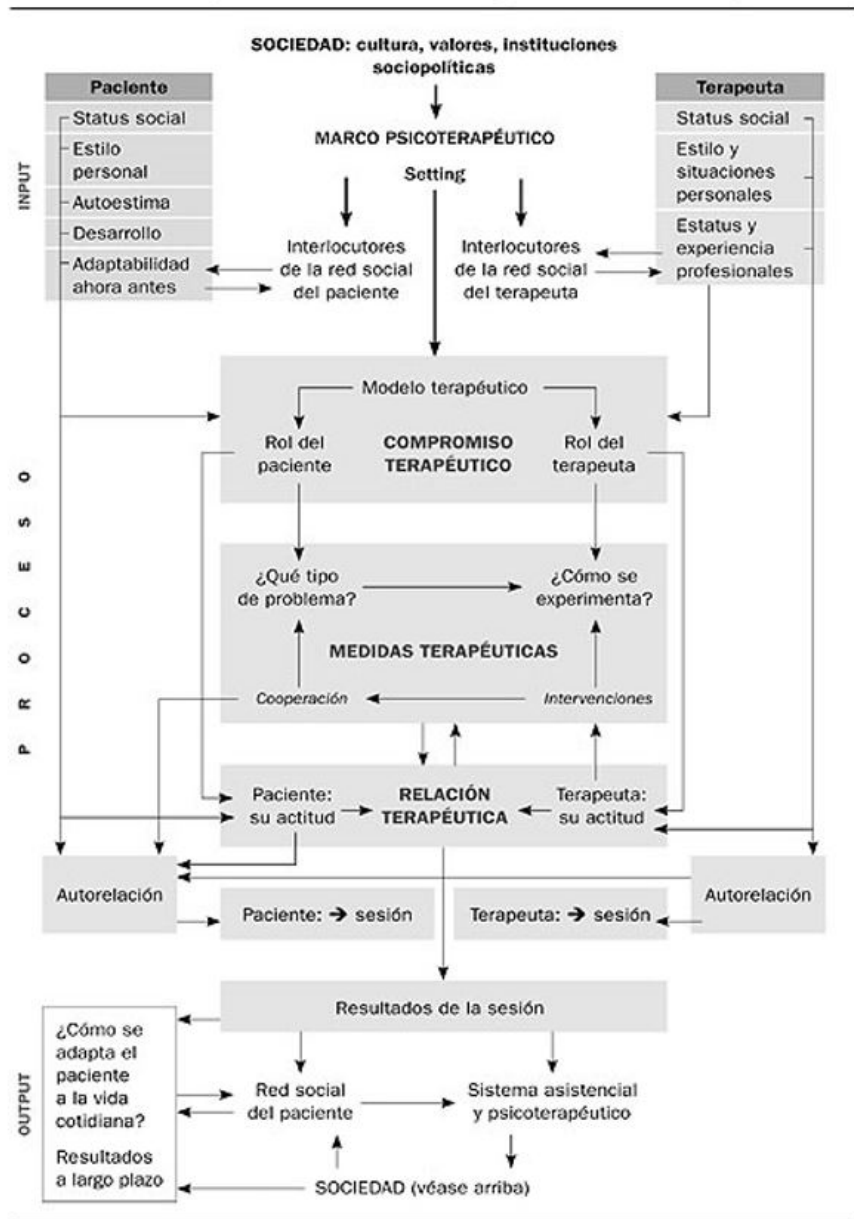 SOCIEDAD: cultura, valores, instituciones
sociopolíticas
Paciente
Status social
Estilo
personal
Autoestima
Desarrollo
Adaptabilidad
ahora antes
Terapeuta
Status social
Estilo y
situaciones
personales
Estatus y
experiencia
profesionales
INPUT
MARCO PSICOTERAPÉUTICO
Setting
Interlocutores
de la red social
del paciente
Interlocutores
de la red social
del terapeuta
PROCESO
Modelo terapéutico
Rol del
paciente
COMPROMISO
TERAPÉUTICO
Rol del
terapeuta
¿Qué tipo
de problema?
¿Cómo se
experimenta?
MEDIDAS TERAPÉUTICAS
Cooperación
Intervenciones
Paciente:
su actitud
RELACIÓN
TERAPÉUTICA
Terapeuta:
su actitud
Autorelación
Autorelación
Paciente: → sesión
Terapeuta: → sesión
Resultados de la sesión
OUTPUT
¿Cómo se
adapta el
paciente
a la vida
cotidiana?
Resultados
a largo plazo
Red social
del paciente
Sistema asistencial
y psicoterapéutico
SOCIEDAD (véase arriba)